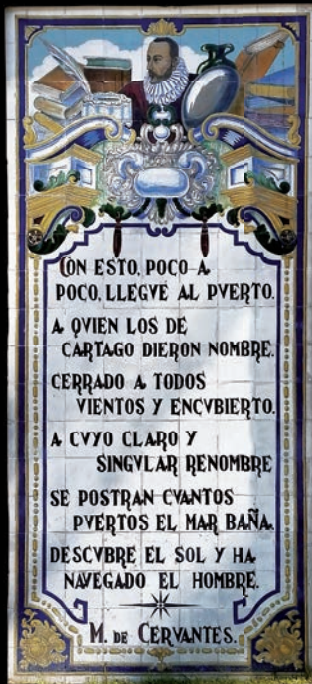 CON ESTO, POCO A
POCO, LLEGVÉ AL PVERTO.
A QVIEN LOS DE
CARTAGO DIERON NOMBRE.
CERRADO A TODOS
VIENTOS Y ENCVBIERTO.
A CVYO CLARO Y
SINGVLAR RENOMBRE
SE POSTRAN CVANTOS
PVERTOS EL MAR BAÑA.
DESCVBRE EL SOL Y HA
NAVEGADO EL HOMBRE.
M. DE CERVANTES.